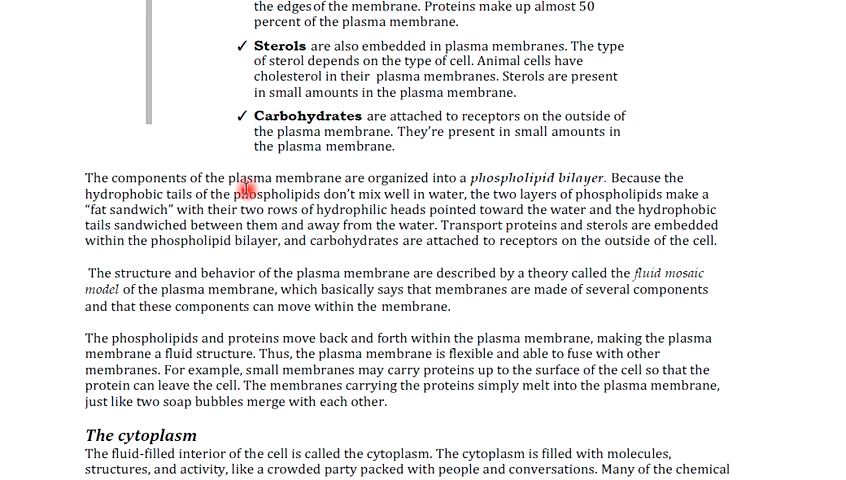 the edges of the membrane. Proteins make up almost 50
percent of the plasma membrane.
✓ Sterols are also embedded in plasma membranes. The type
of sterol depends on the type of cell. Animal cells have
cholesterol in their plasma membranes. Sterols are present
in small amounts in the plasma membrane.
✓ Carbohydrates are attached to receptors on the outside of
the plasma membrane. They’re present in small amounts in
the plasma membrane.
The components of the plasma membrane are organized into a phospholipid bilayer. Because the
hydrophobic tails of the phospholipids don’t mix well in water, the two layers of phospholipids make a
“fat sandwich” with their two rows of hydrophilic heads pointed toward the water and the hydrophobic
tails sandwiched between them and away from the water. Transport proteins and sterols are embedded
within the phospholipid bilayer, and carbohydrates are attached to receptors on the outside of the cell.
The structure and behavior of the plasma membrane are described by a theory called the fluid mosaic
model of the plasma membrane, which basically says that membranes are made of several components
and that these components can move within the membrane.
The phospholipids and proteins move back and forth within the plasma membrane, making the plasma
membrane a fluid structure. Thus, the plasma membrane is flexible and able to fuse with other
membranes. For example, small membranes may carry proteins up to the surface of the cell so that the
protein can leave the cell. The membranes carrying the proteins simply melt into the plasma membrane,
just like two soap bubbles merge with each other.
The cytoplasm
The fluid-filled interior of the cell is called the cytoplasm. The cytoplasm is filled with molecules,
structures, and activity, like a crowded party packed with people and conversations. Many of the chemical